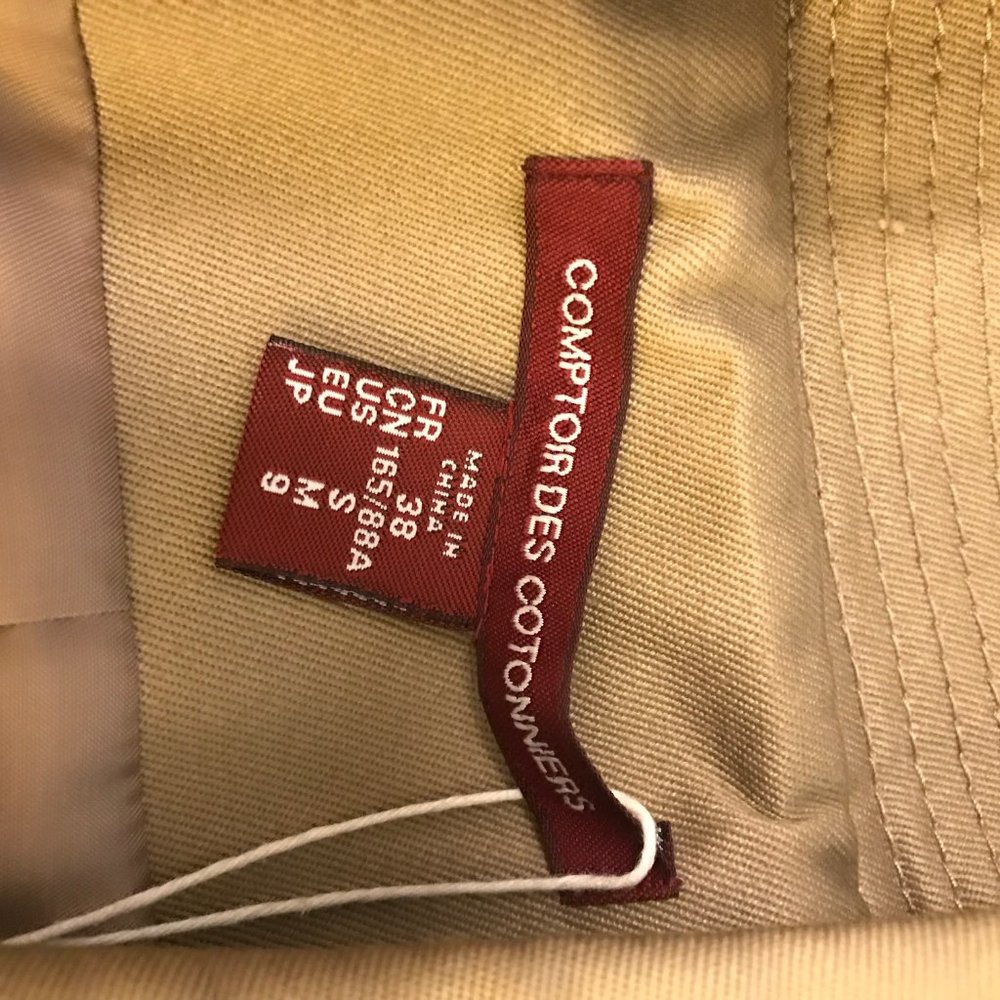 COMPTOIR DES COTONNIERS
MADE IN
CHINA
FR 38
CN 165/88A
US S
EU M
JP 9